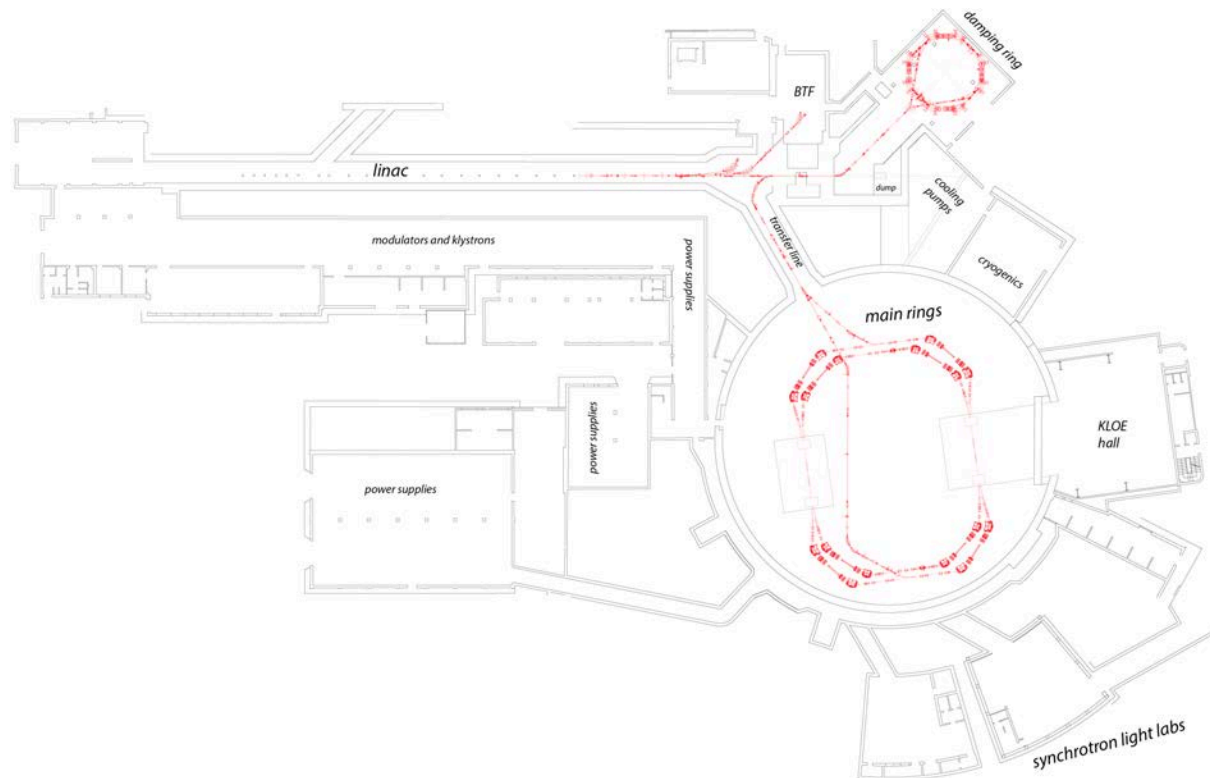 damping ring
BTF
linac
dump
cooling
pumps
transfer line
modulators and klystrons
power supplies
cryogenics
main rings
KLOE
hall
power supplies
power supplies
synchrotron light labs